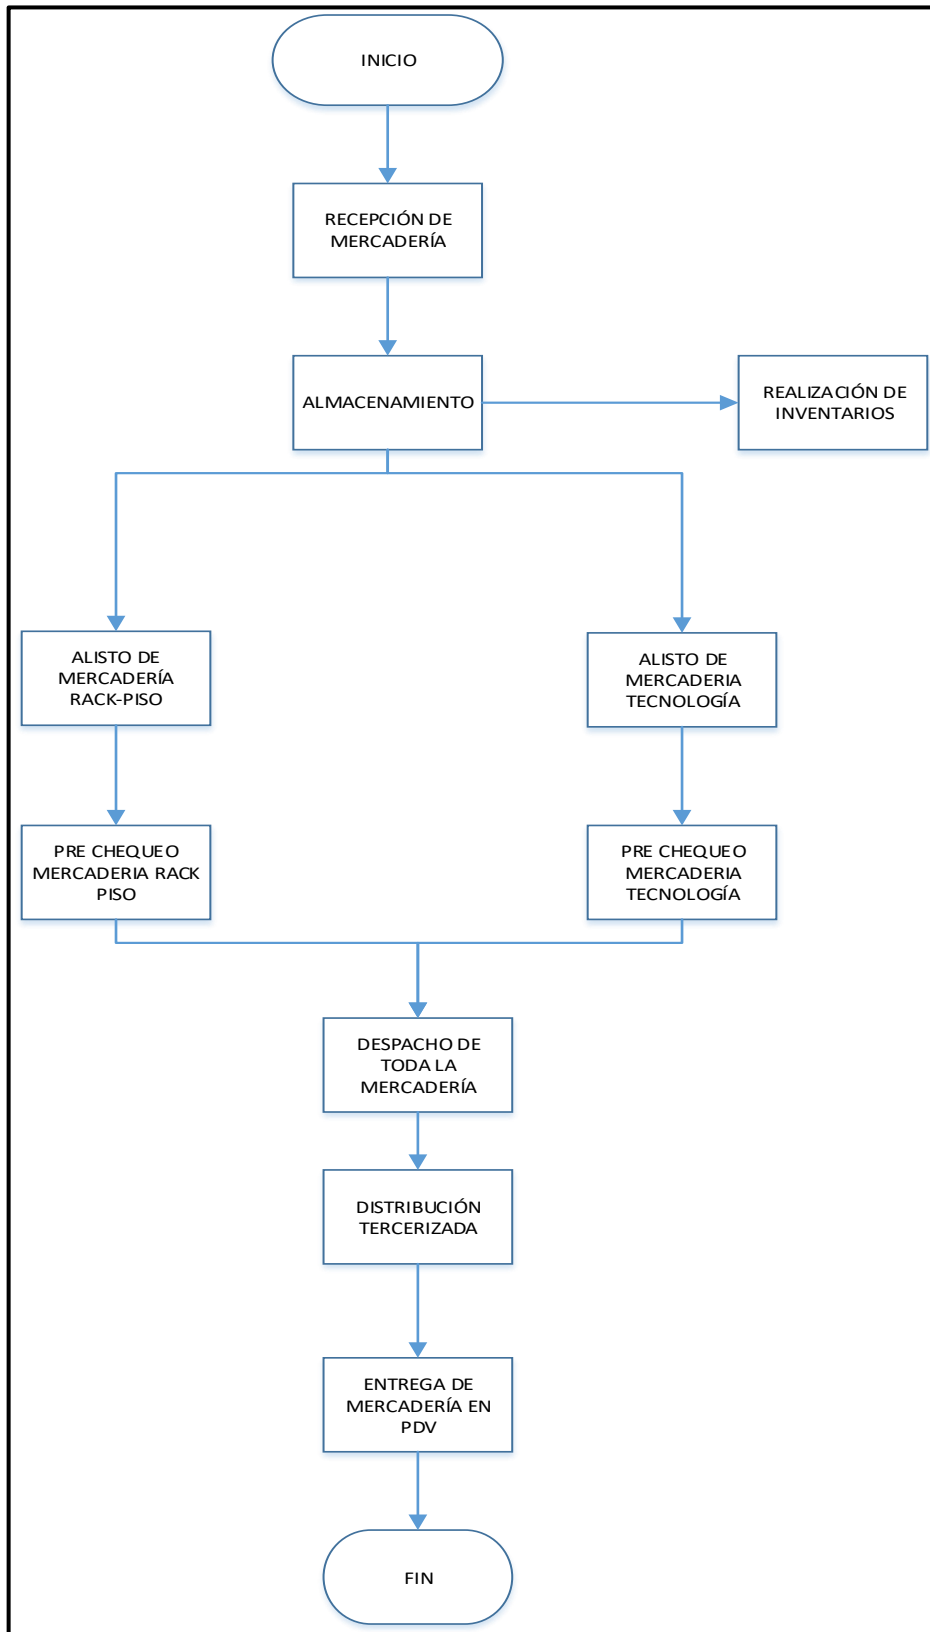 INICIO
RECEPCIÓN DE
MERCADERÍA
ALMACENAMIENTO
REALIZACIÓN DE
INVENTARIOS
ALISTO DE
MERCADERÍA
RACK-PISO
ALISTO DE
MERCADERIA
TECNOLOGÍA
PRE CHEQUEO
MERCADERIA RACK
PISO
PRE CHEQUEO
MERCADERIA
TECNOLOGÍA
DESPACHO DE
TODA LA
MERCADERÍA
DISTRIBUCIÓN
TERCERIZADA
ENTREGA DE
MERCADERÍA EN
PDV
FIN